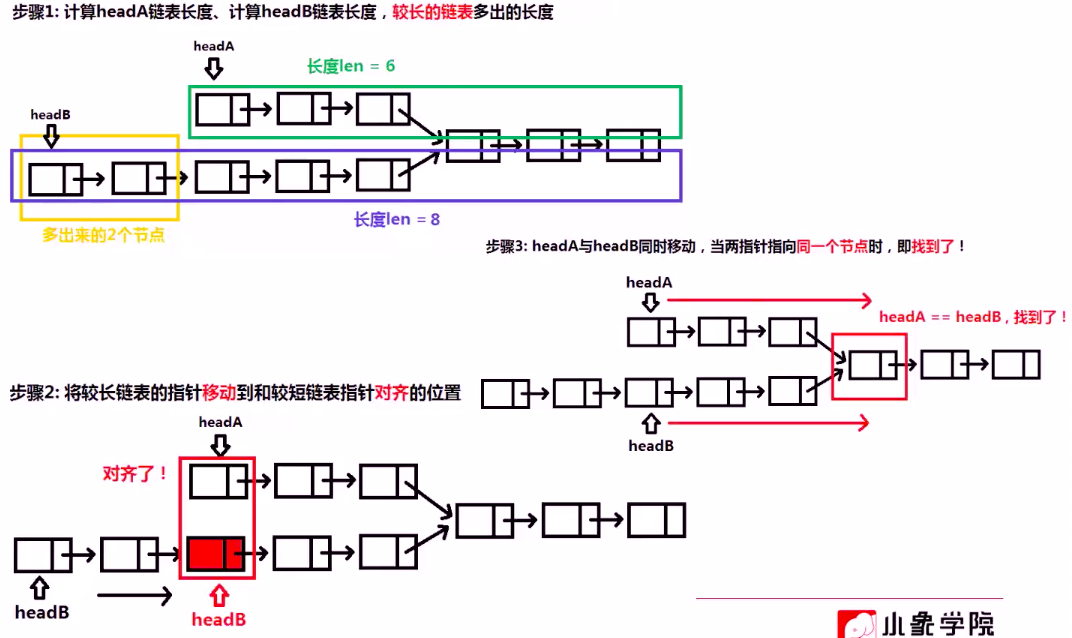 步骤1: 计算headA链表长度、计算headB链表长度，较长的链表多出的长度
headA
长度len = 6
headB
长度len = 8
多出来的2个节点
步骤3: headA与headB同时移动，当两指针指向同一个节点时，即找到了！
headA
headA == headB，找到了！
headB
步骤2: 将较长链表的指针移动到和较短链表指针对齐的位置
headA
对齐了！
headB
headB
小象学院